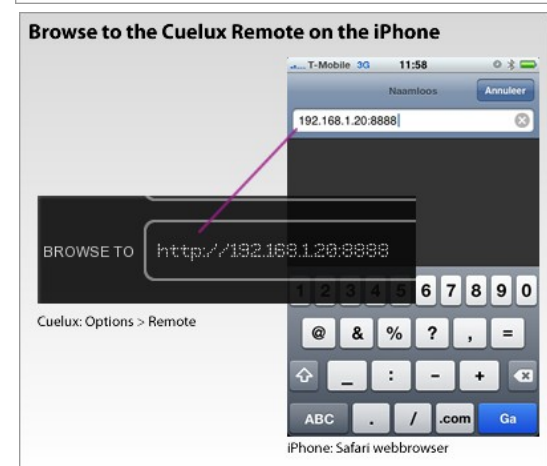 Browse to the Cuelux Remote on the iPhone
T-Mobile 3G 11:58
Naamloos
Annuleer
192.168.1.20:8888
BROWSE TO http://192.168.1.20:8888
1 2 3 4 5 6 7 8 9 0
@ & % ? , =
_ : - +
ABC . / .com Ga
Cuelux: Options > Remote
iPhone: Safari webbrowser